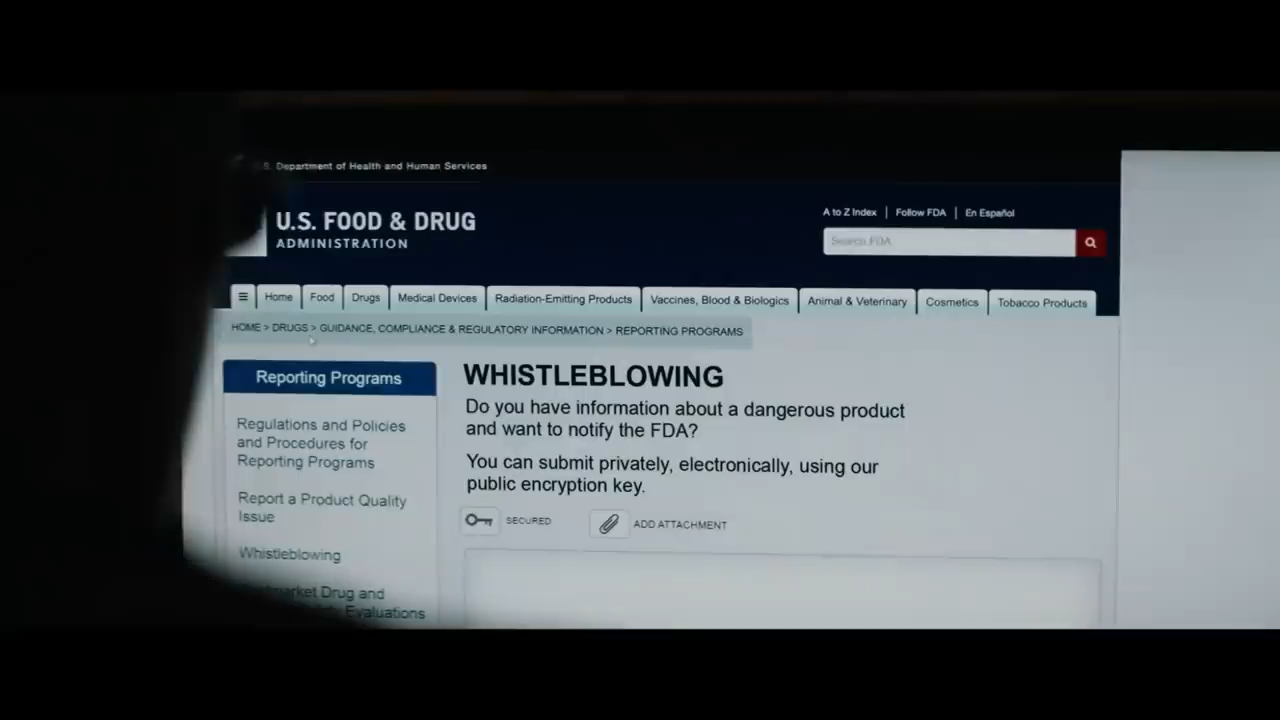 S. Department of Health and Human Services
U.S. FOOD & DRUG
ADMINISTRATION
A to Z Index | Follow FDA | En Español
Search FDA
Home Food Drugs Medical Devices Radiation-Emitting Products Vaccines, Blood & Biologics Animal & Veterinary Cosmetics Tobacco Products
HOME > DRUGS > GUIDANCE, COMPLIANCE & REGULATORY INFORMATION > REPORTING PROGRAMS
Reporting Programs
Regulations and Policies
and Procedures for
Reporting Programs
Report a Product Quality
Issue
Whistleblowing
Drug and
Evaluations
WHISTLEBLOWING
Do you have information about a dangerous product
and want to notify the FDA?
You can submit privately, electronically, using our
public encryption key.
SECURED
ADD ATTACHMENT